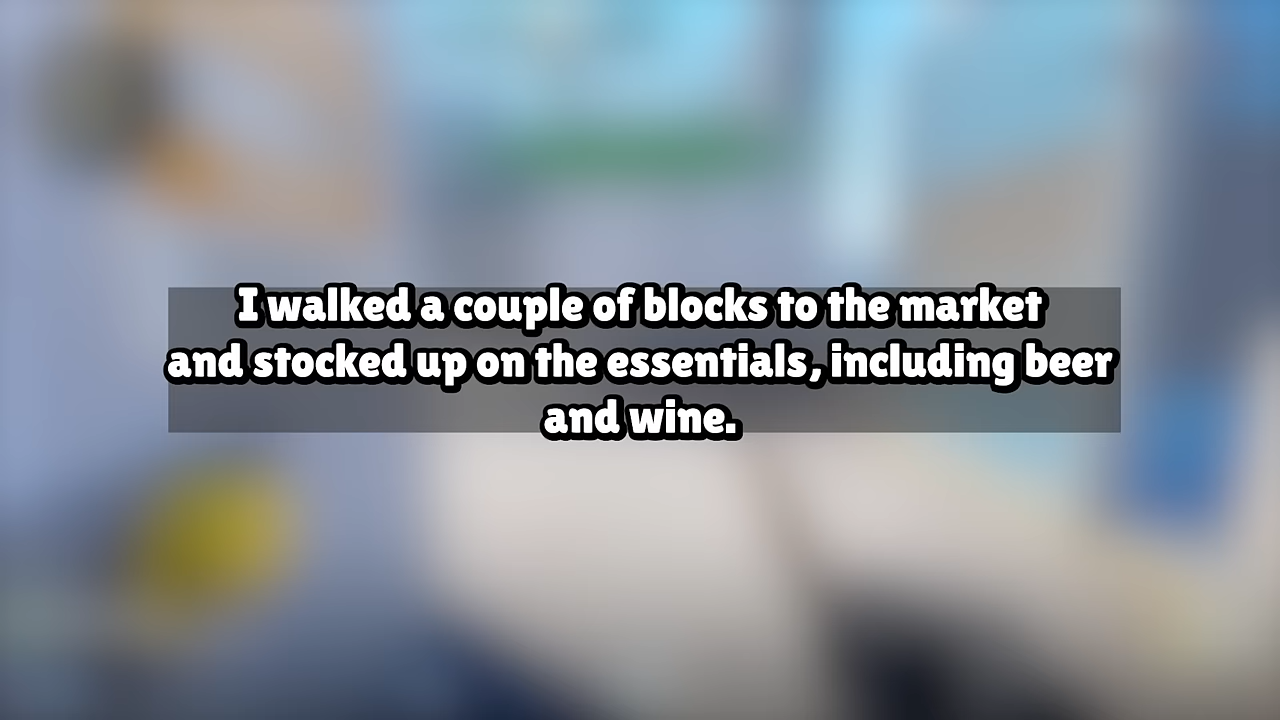 I walked a couple of blocks to the market
and stocked up on the essentials, including beer
and wine.